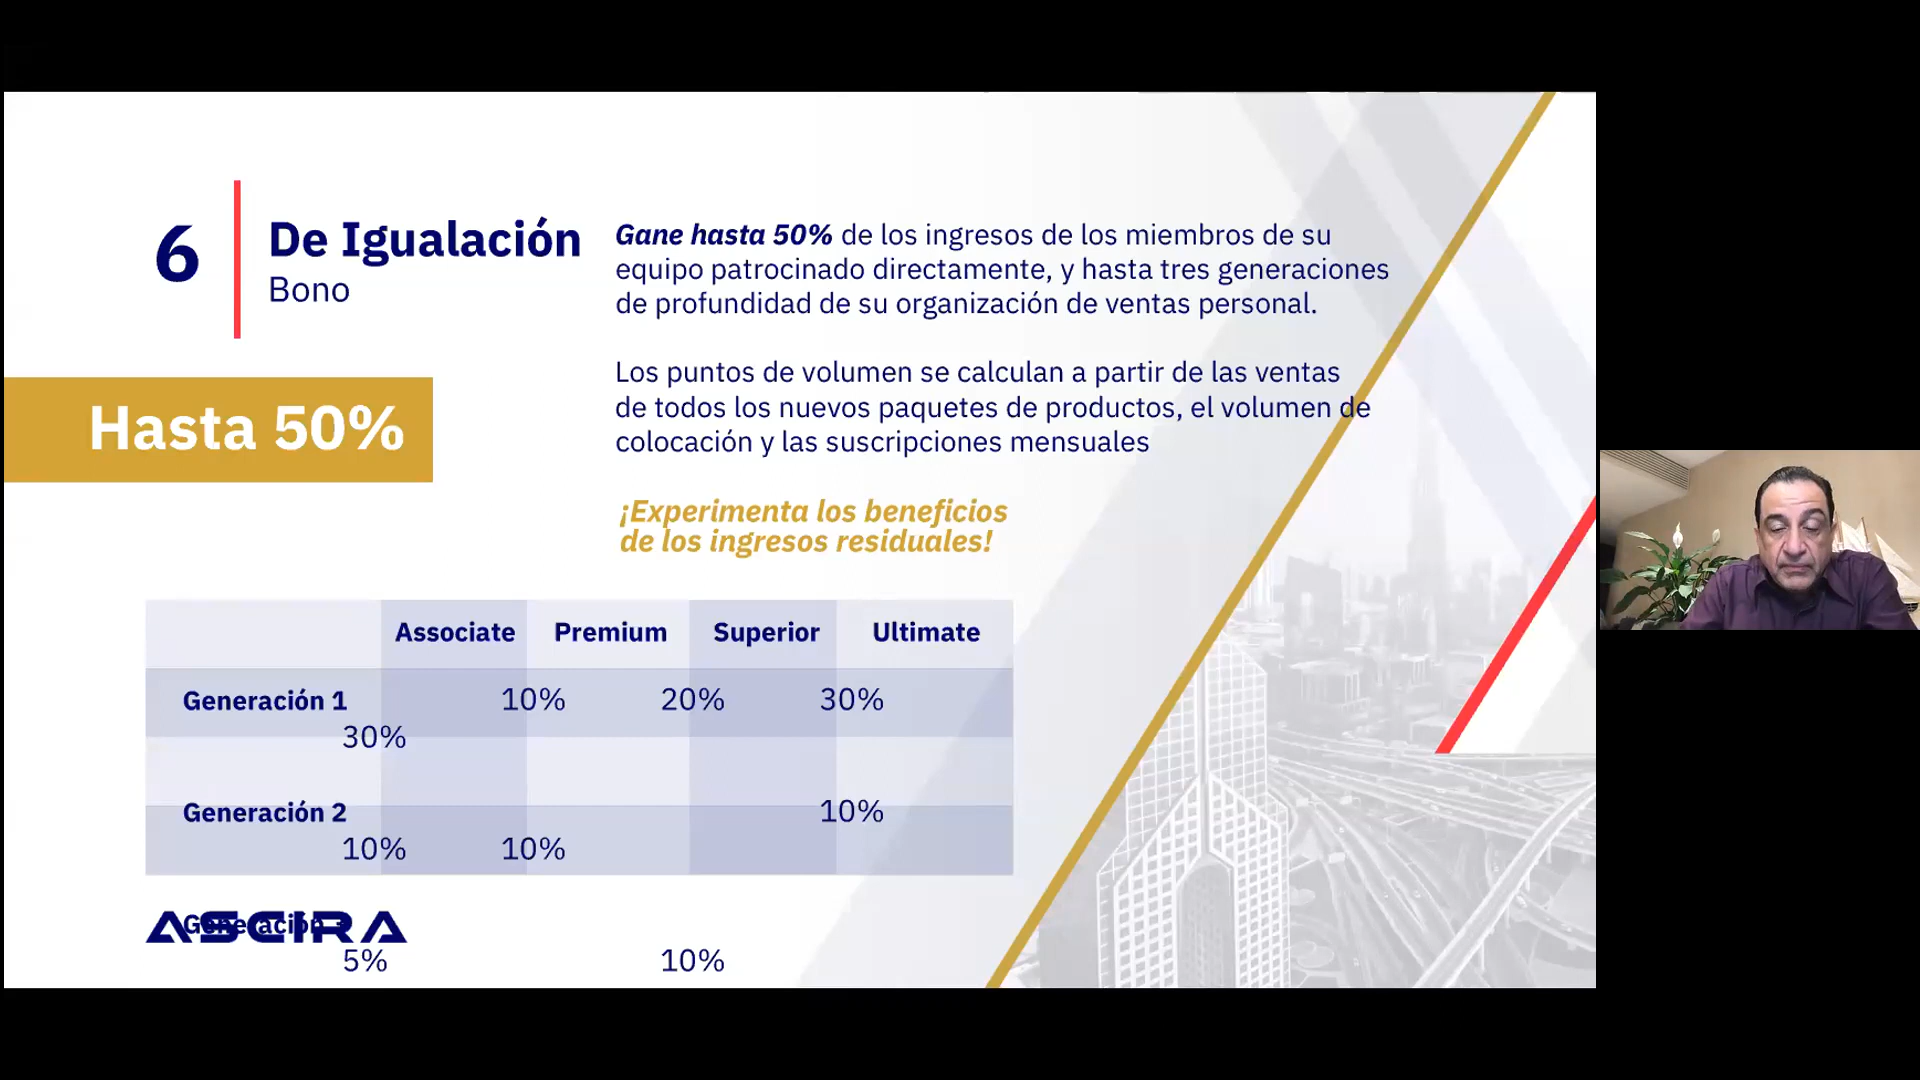 6
De Igualación
Bono
Hasta 50%
Gane hasta 50% de los ingresos de los miembros de su
equipo patrocinado directamente, y hasta tres generaciones
de profundidad de su organización de ventas personal.
Los puntos de volumen se calculan a partir de las ventas
de todos los nuevos paquetes de productos, el volumen de
colocación y las suscripciones mensuales
¡Experimenta los beneficios
de los ingresos residuales!
Associate Premium Superior Ultimate
Generación 1 10% 20% 30%
30%
Generación 2 10%
10% 10%
Generación
ASCIRA
5% 10%